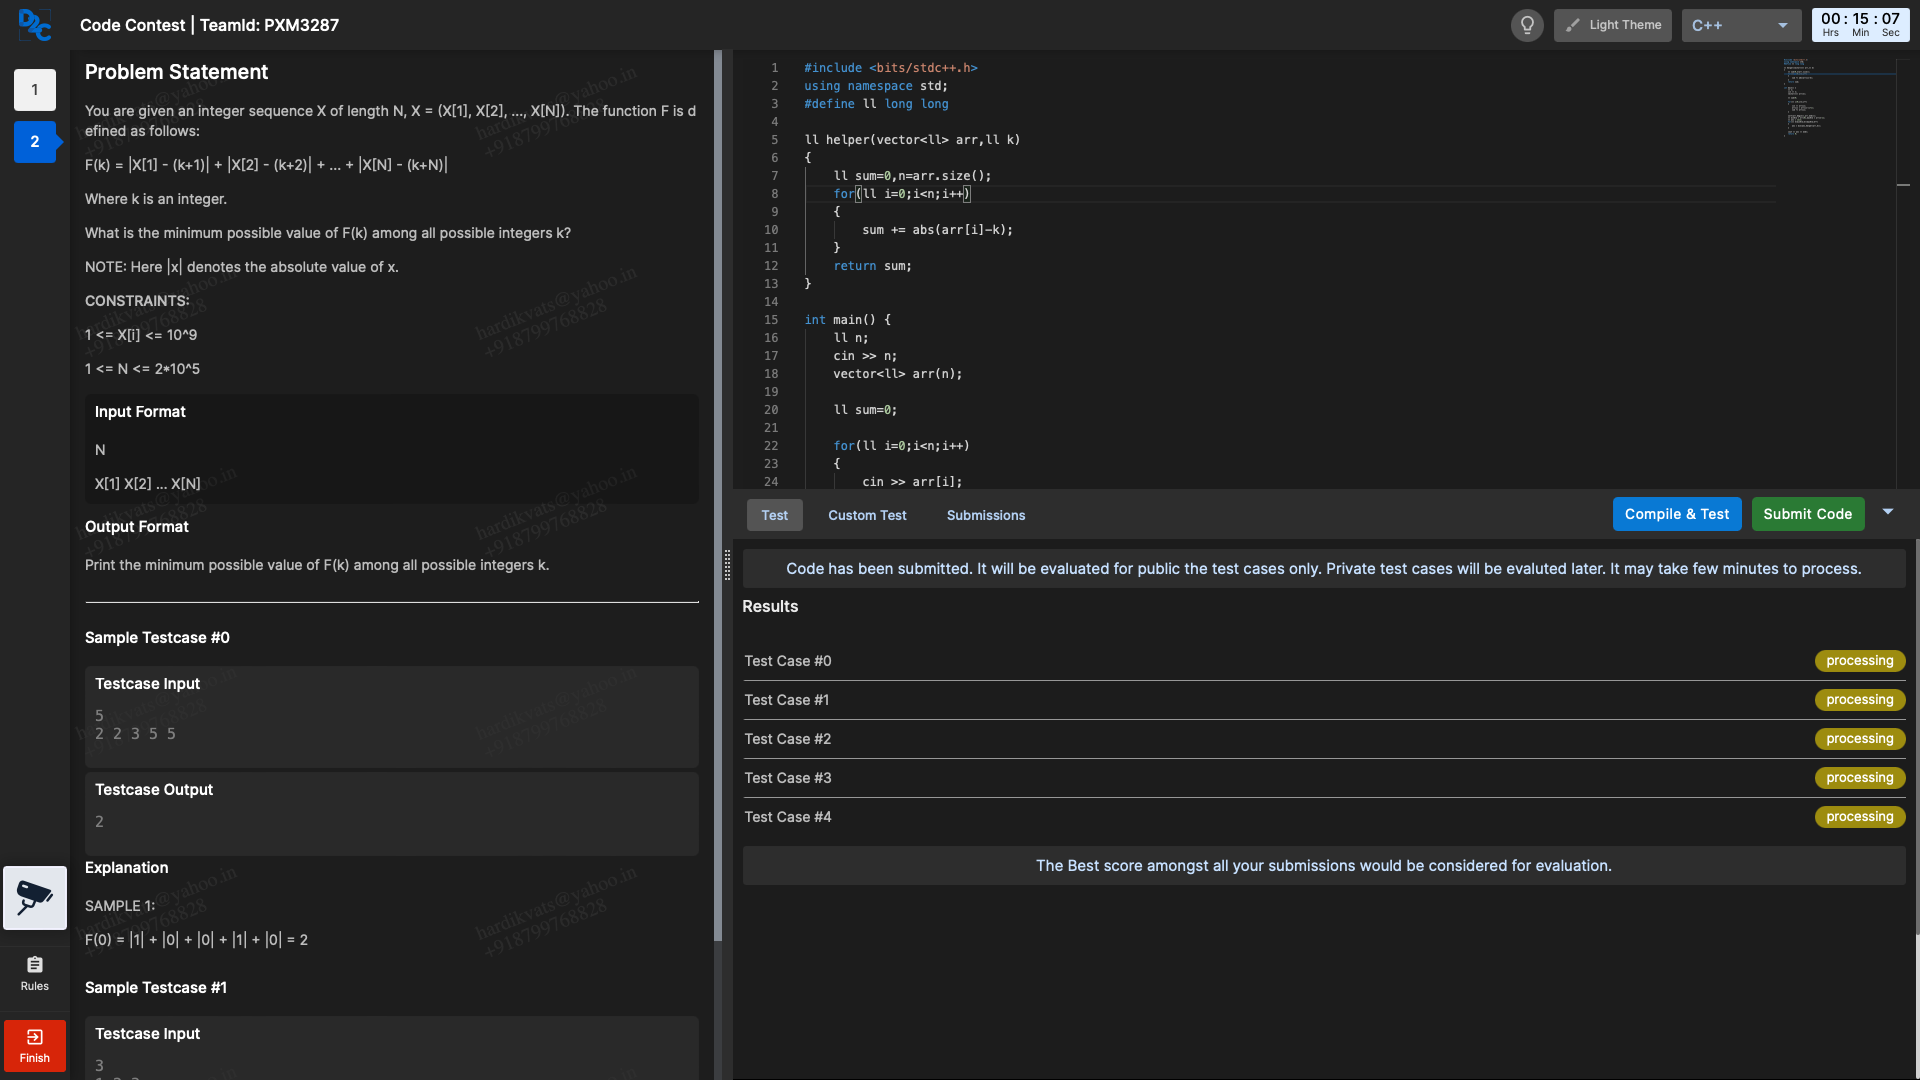 Code Contest | TeamId: PXM3287
Light Theme
C++
00 : 15 : 07
Hrs Min Sec
1
2
Rules
Finish
Problem Statement
You are given an integer sequence X of length N, X = (X[1], X[2], ..., X[N]). The function F is d
efined as follows:
F(k) = |X[1] - (k+1)| + |X[2] - (k+2)| + ... + |X[N] - (k+N)|
Where k is an integer.
What is the minimum possible value of F(k) among all possible integers k?
NOTE: Here |x| denotes the absolute value of x.
CONSTRAINTS:
1 <= X[i] <= 10^9
1 <= N <= 2*10^5
Input Format
N
X[1] X[2] ... X[N]
Output Format
Print the minimum possible value of F(k) among all possible integers k.
Sample Testcase #0
Testcase Input
5
2 2 3 5 5
Testcase Output
2
Explanation
SAMPLE 1:
F(0) = |1| + |0| + |0| + |1| + |0| = 2
Sample Testcase #1
Testcase Input
3
hardikvats@yahoo.in
+918799768828
1 #include <bits/stdc++.h>
2 using namespace std;
3 #define ll long long
4
5 ll helper(vector<ll> arr,ll k)
6 {
7 ll sum=0,n=arr.size();
8 for(ll i=0;i<n;i++)
9 {
10 sum += abs(arr[i]-k);
11 }
12 return sum;
13 }
14
15 int main() {
16 ll n;
17 cin >> n;
18 vector<ll> arr(n);
19
20 ll sum=0;
21
22 for(ll i=0;i<n;i++)
23 {
24 cin >> arr[i];
Test
Custom Test
Submissions
Compile & Test
Submit Code
Code has been submitted. It will be evaluated for public the test cases only. Private test cases will be evaluted later. It may take few minutes to process.
Results
Test Case #0 processing
Test Case #1 processing
Test Case #2 processing
Test Case #3 processing
Test Case #4 processing
The Best score amongst all your submissions would be considered for evaluation.